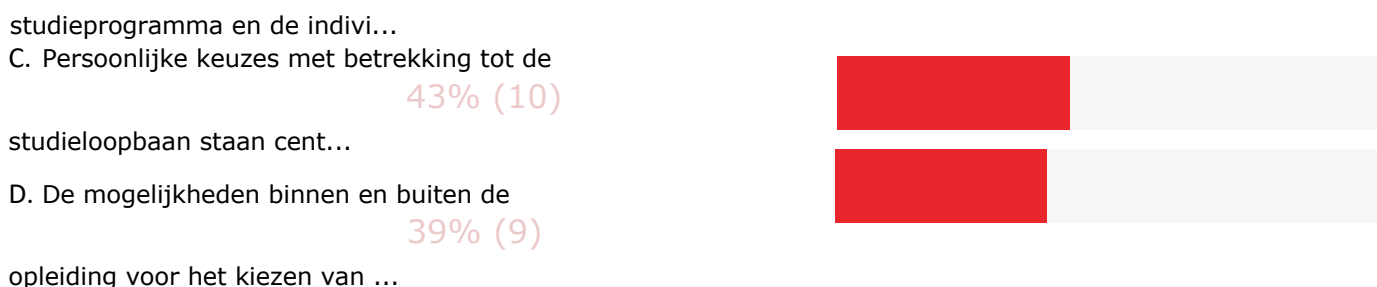 studieprogramma en de indivi...
C. Persoonlijke keuzes met betrekking tot de
43% (10)
studieloopbaan staan cent...
D. De mogelijkheden binnen en buiten de
39% (9)
opleiding voor het kiezen van ...